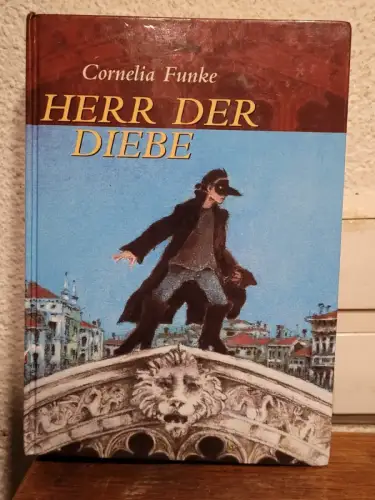 Cornelia Funke
HERR DER
DIEBE